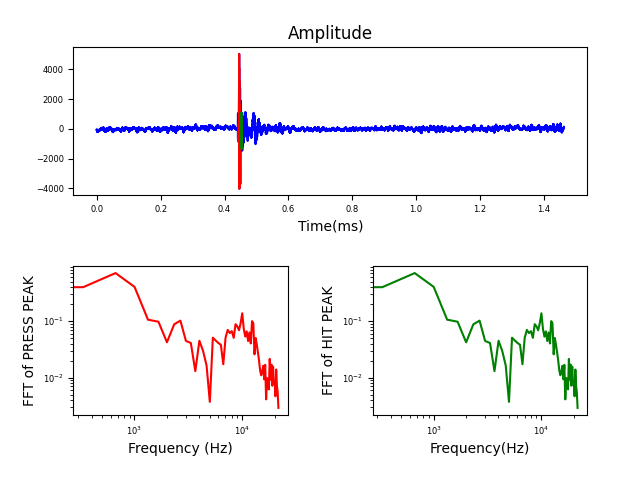 Amplitude
4000
2000
0
−2000
−4000
0.0 0.2 0.4 0.6 0.8 1.0 1.2 1.4
Time(ms)
FFT of PRESS PEAK
10⁻¹
10⁻²
10³ 10⁴
Frequency (Hz)
FFT of HIT PEAK
10⁻¹
10⁻²
10³ 10⁴
Frequency(Hz)